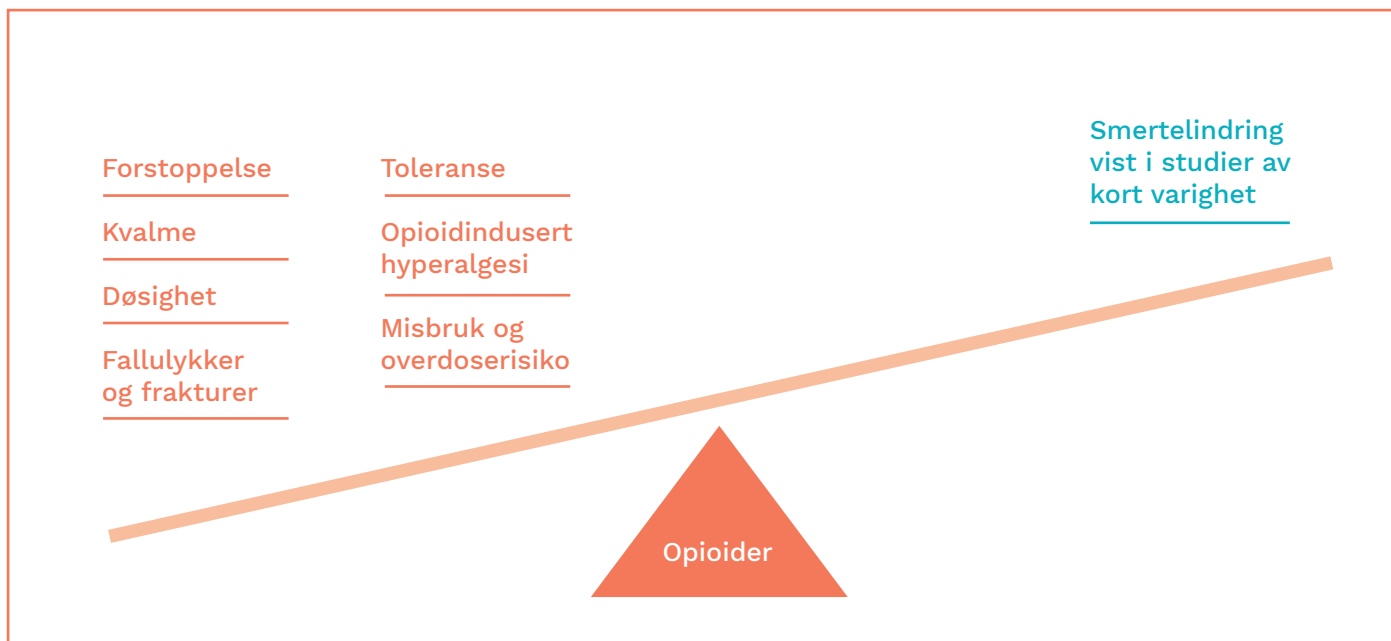 Forstoppelse
Kvalme
Døsighet
Fallulykker
og frakturer
Toleranse
Opioidindusert
hyperalgesi
Misbruk og
overdoserisiko
Smertelindring
vist i studier av
kort varighet
Opioider